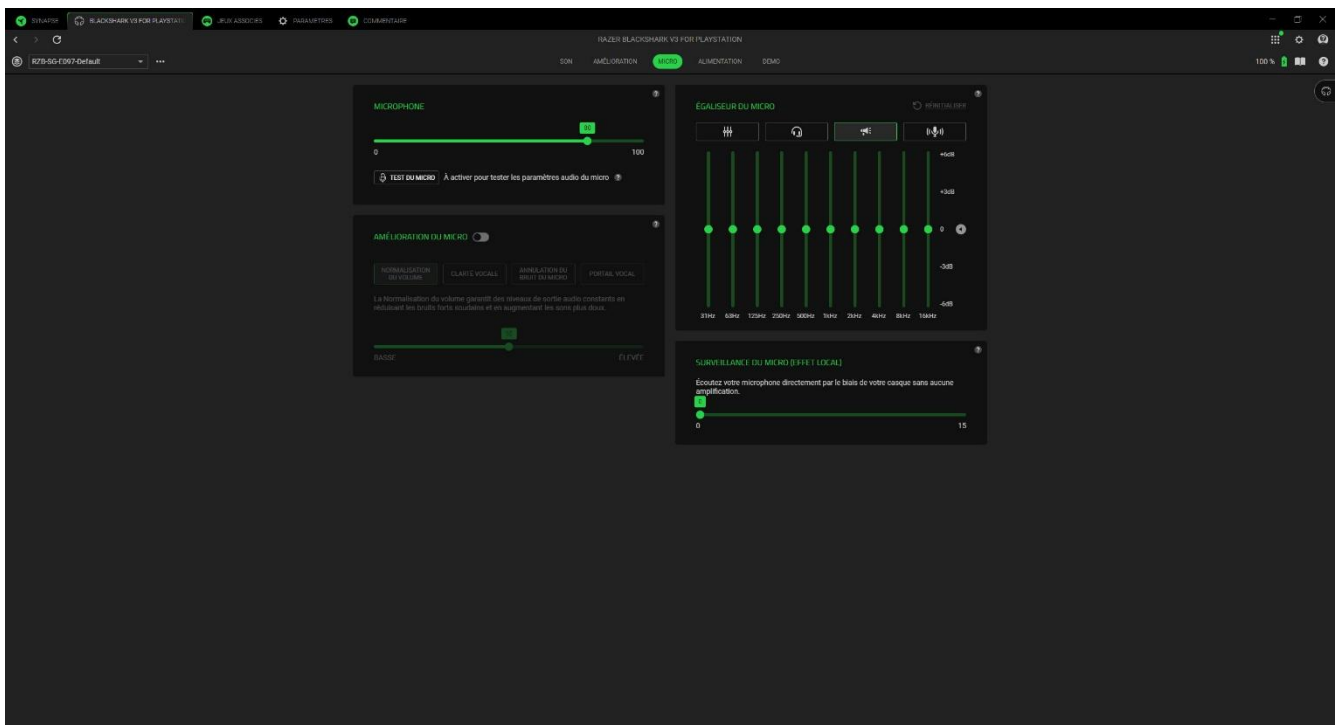 SYNAPSE
BLACKSHARK V3 FOR PLAYSTATI
JEUX ASSOCIÉS
PARAMÈTRES
COMMENTAIRE
RAZER BLACKSHARK V3 FOR PLAYSTATION
RZB-SG-E097-Default
SON
AMÉLIORATION
MICRO
ALIMENTATION
DEMO
100 %
MICROPHONE
80
0
100
TEST DU MICRO
À activer pour tester les paramètres audio du micro
AMÉLIORATION DU MICRO
NORMALISATION
DU VOLUME
CLARTÉ VOCALE
ANNULATION DU
BRUIT DU MICRO
PORTAIL VOCAL
La Normalisation du volume garantit des niveaux de sortie audio constants en
réduisant les bruits forts soudains et en augmentant les sons plus doux.
BASSE
ÉLEVÉE
ÉGALISEUR DU MICRO
RÉINITIALISER
+6dB
+3dB
0
-3dB
-6dB
31Hz 63Hz 125Hz 250Hz 500Hz 1kHz 2kHz 4kHz 8kHz 16kHz
SURVEILLANCE DU MICRO (EFFET LOCAL)
Écoutez votre microphone directement par le biais de votre casque sans aucune
amplification.
0
0
15